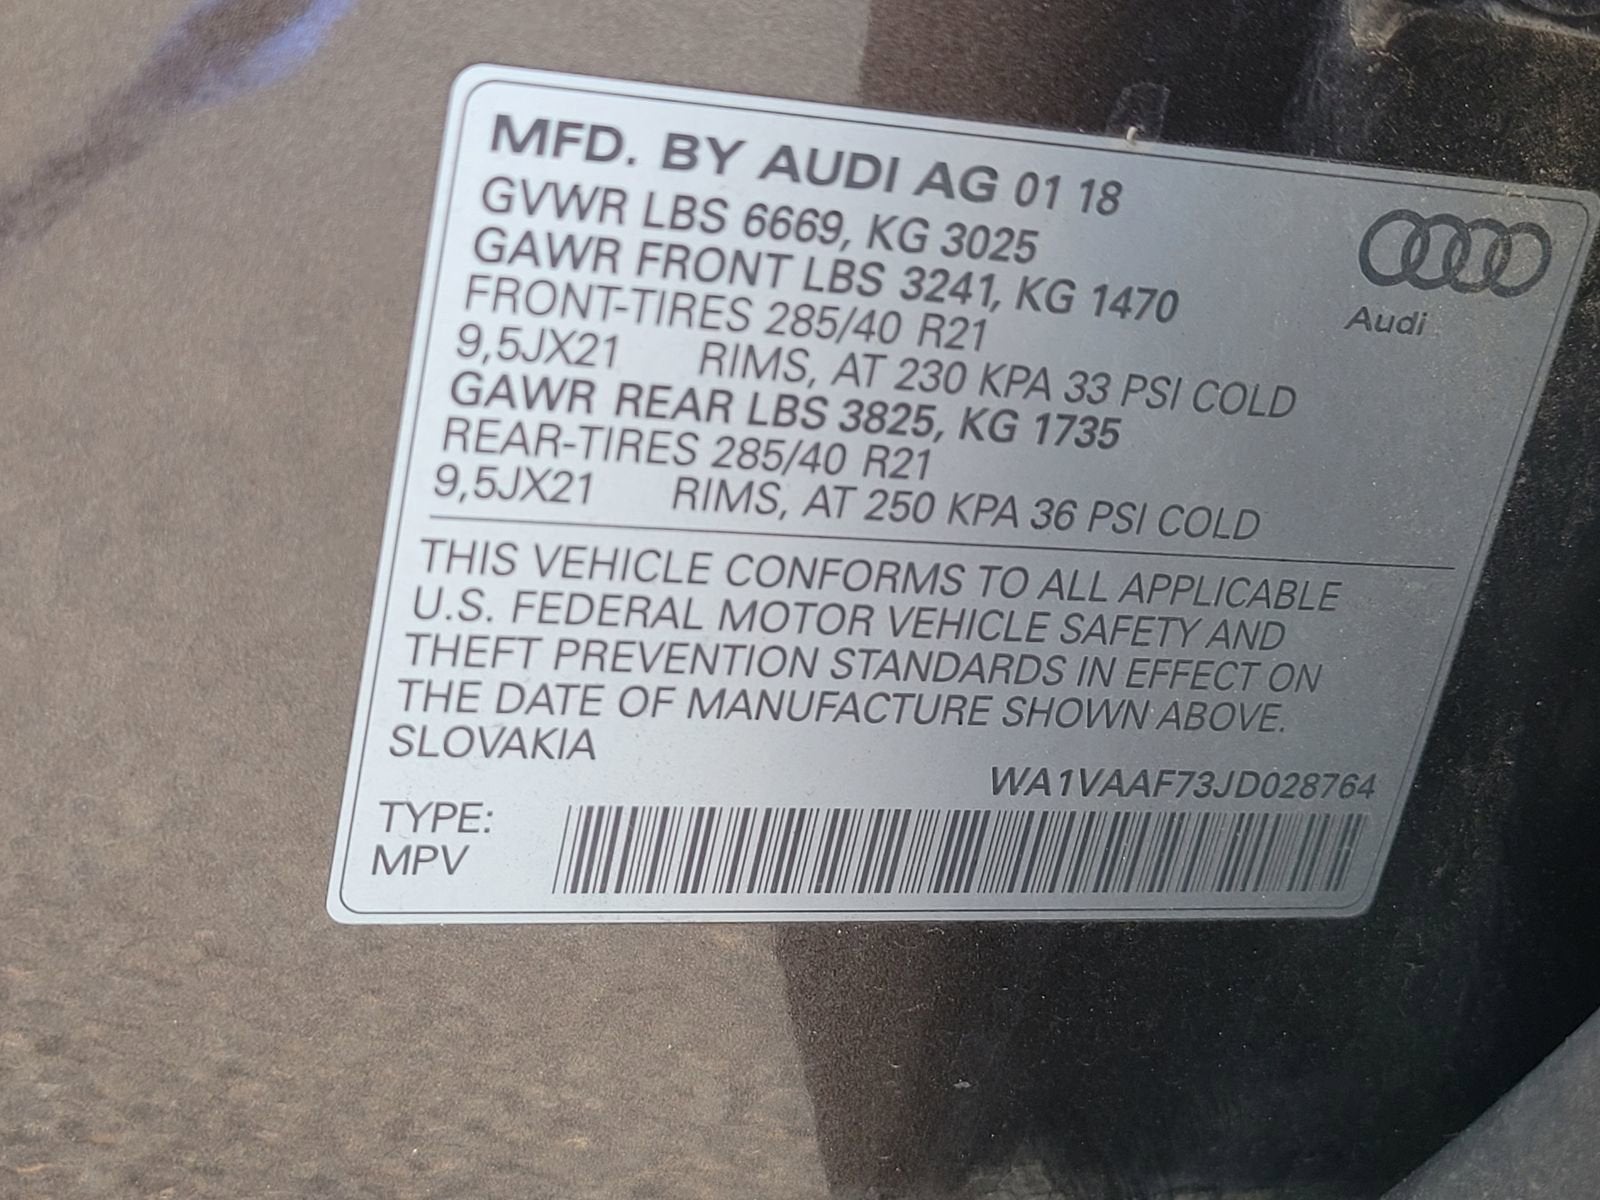 MFD. BY AUDI AG 01 18
GVWR LBS 6669, KG 3025
GAWR FRONT LBS 3241, KG 1470
FRONT-TIRES 285/40 R21
9,5JX21 RIMS, AT 230 KPA 33 PSI COLD
GAWR REAR LBS 3825, KG 1735
REAR-TIRES 285/40 R21
9,5JX21 RIMS, AT 250 KPA 36 PSI COLD
Audi
THIS VEHICLE CONFORMS TO ALL APPLICABLE
U.S. FEDERAL MOTOR VEHICLE SAFETY AND
THEFT PREVENTION STANDARDS IN EFFECT ON
THE DATE OF MANUFACTURE SHOWN ABOVE.
SLOVAKIA
WA1VAAF73JD028764
TYPE:
MPV